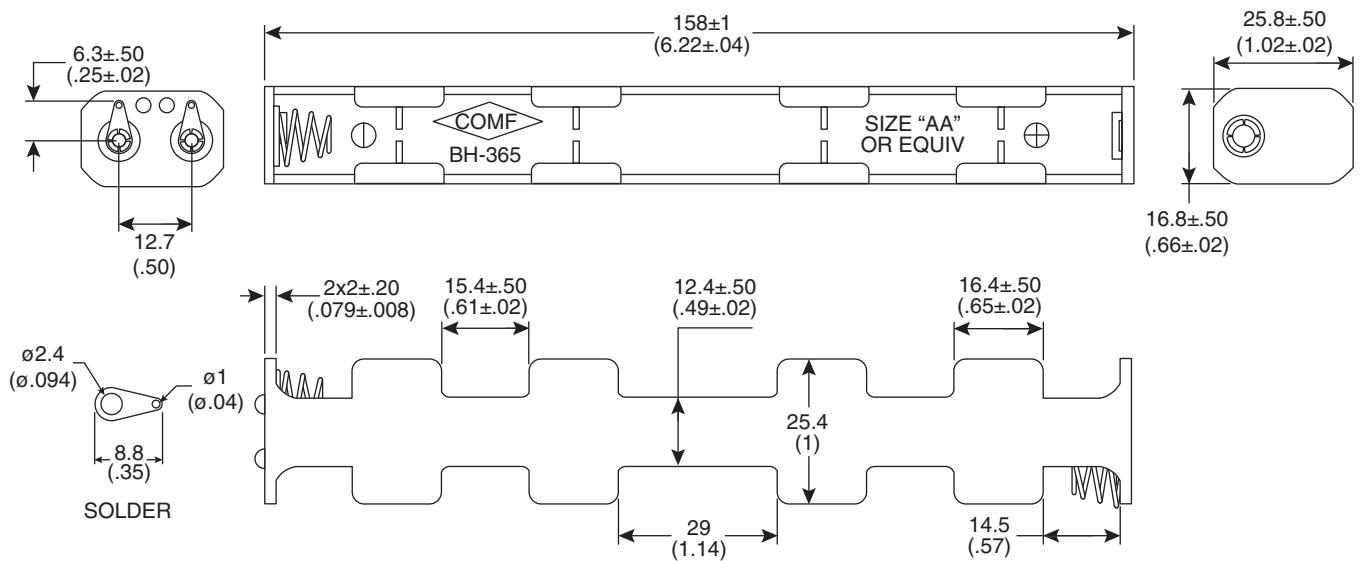 158±1
(6.22±.04)
25.8±.50
(1.02±.02)
6.3±.50
(.25±.02)
COMF
BH-365
SIZE “AA”
OR EQUIV
12.7
(.50)
16.8±.50
(.66±.02)
2x2±.20
(.079±.008)
15.4±.50
(.61±.02)
12.4±.50
(.49±.02)
16.4±.50
(.65±.02)
ø2.4
(ø.094)
ø1
(ø.04)
8.8
(.35)
SOLDER
25.4
(1)
29
(1.14)
14.5
(.57)